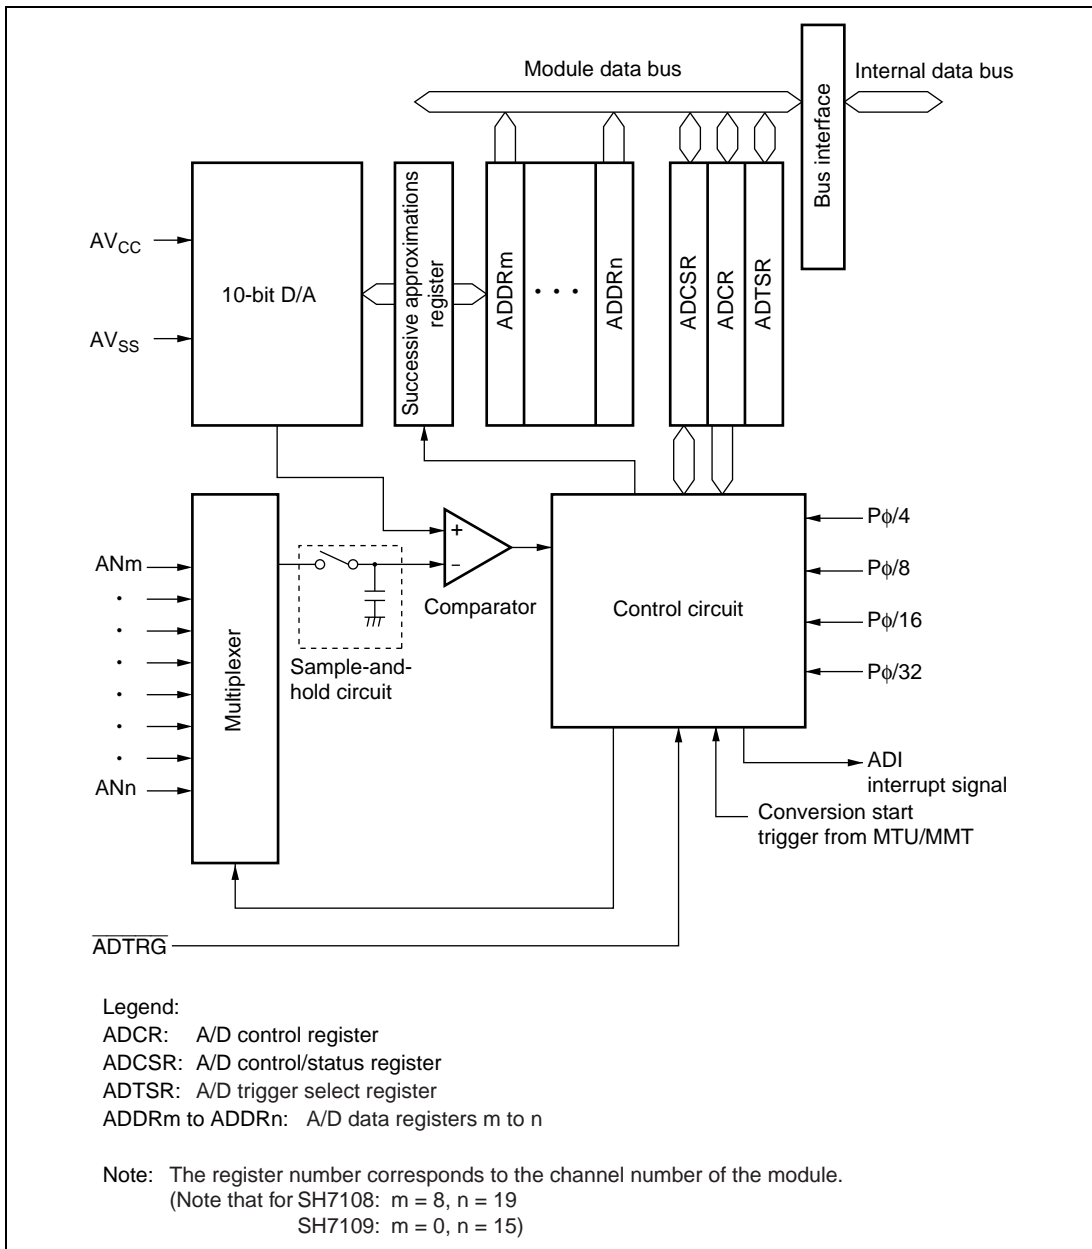 Module data bus
Internal data bus
Bus interface
AVCC
AVSS
10-bit D/A
Successive approximations
register
ADDRm
• • •
ADDRn
ADCSR
ADCR
ADTSR
ANm
•
•
•
•
•
•
ANn
Multiplexer
Sample-and-
hold circuit
+
−
Comparator
Control circuit
Pϕ/4
Pϕ/8
Pϕ/16
Pϕ/32
ADI
interrupt signal
Conversion start
trigger from MTU/MMT
ADTRG
Legend:
ADCR: A/D control register
ADCSR: A/D control/status register
ADTSR: A/D trigger select register
ADDRm to ADDRn: A/D data registers m to n
Note: The register number corresponds to the channel number of the module.
(Note that for SH7108: m = 8, n = 19
SH7109: m = 0, n = 15)